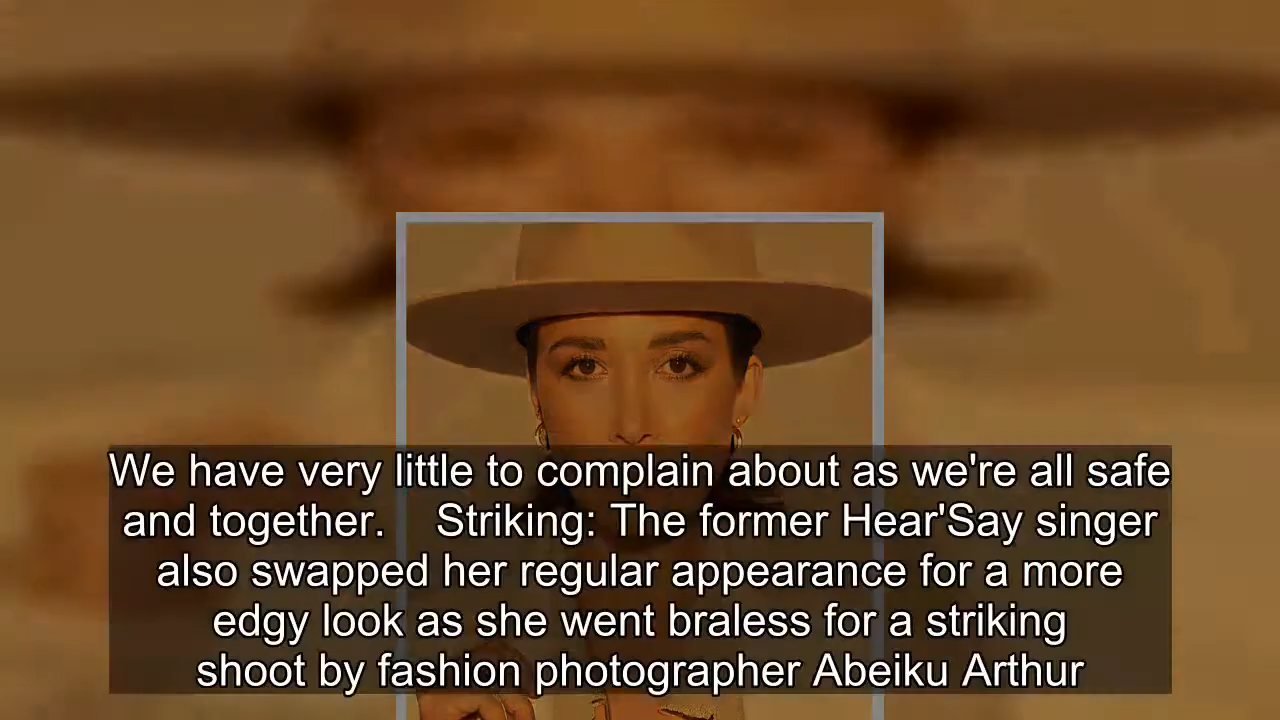 We have very little to complain about as we're all safe
and together. Striking: The former Hear'Say singer
also swapped her regular appearance for a more
edgy look as she went braless for a striking
shoot by fashion photographer Abeiku Arthur